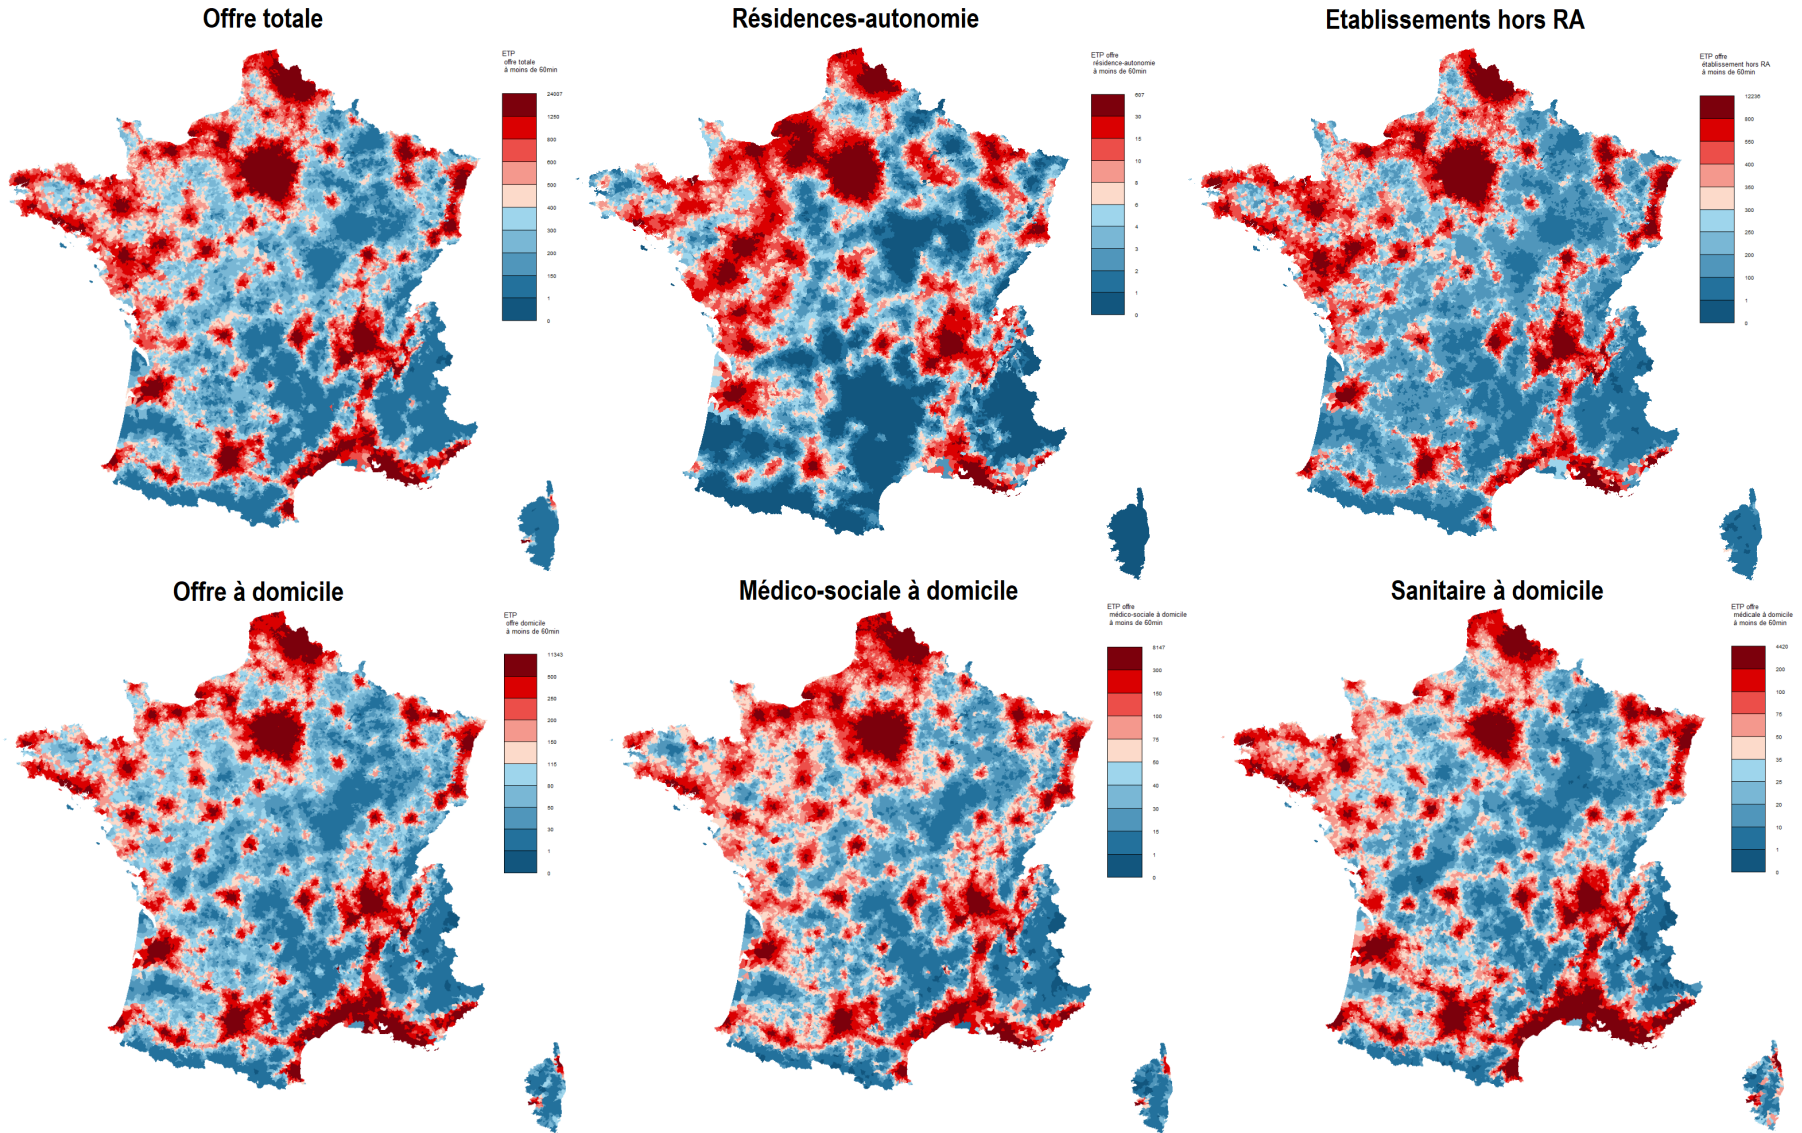 Offre totale
Résidences-autonomie
Etablissements hors RA
ETP
offre totale
à moins de 60min
24007
1250
800
600
500
400
300
200
150
1
0
ETP offre
résidence-autonomie
à moins de 60min
607
30
15
10
8
6
4
3
2
1
0
ETP offre
établissement hors RA
à moins de 60min
12236
800
550
400
350
300
250
200
100
1
0
Offre à domicile
Médico-sociale à domicile
Sanitaire à domicile
ETP
offre domicile
à moins de 60min
11343
500
250
200
150
115
80
50
30
1
0
ETP offre
médico-sociale à domicile
à moins de 60min
8147
300
150
100
75
50
40
30
15
1
0
ETP offre
médicale à domicile
à moins de 60min
4420
200
100
75
50
35
25
20
10
1
0